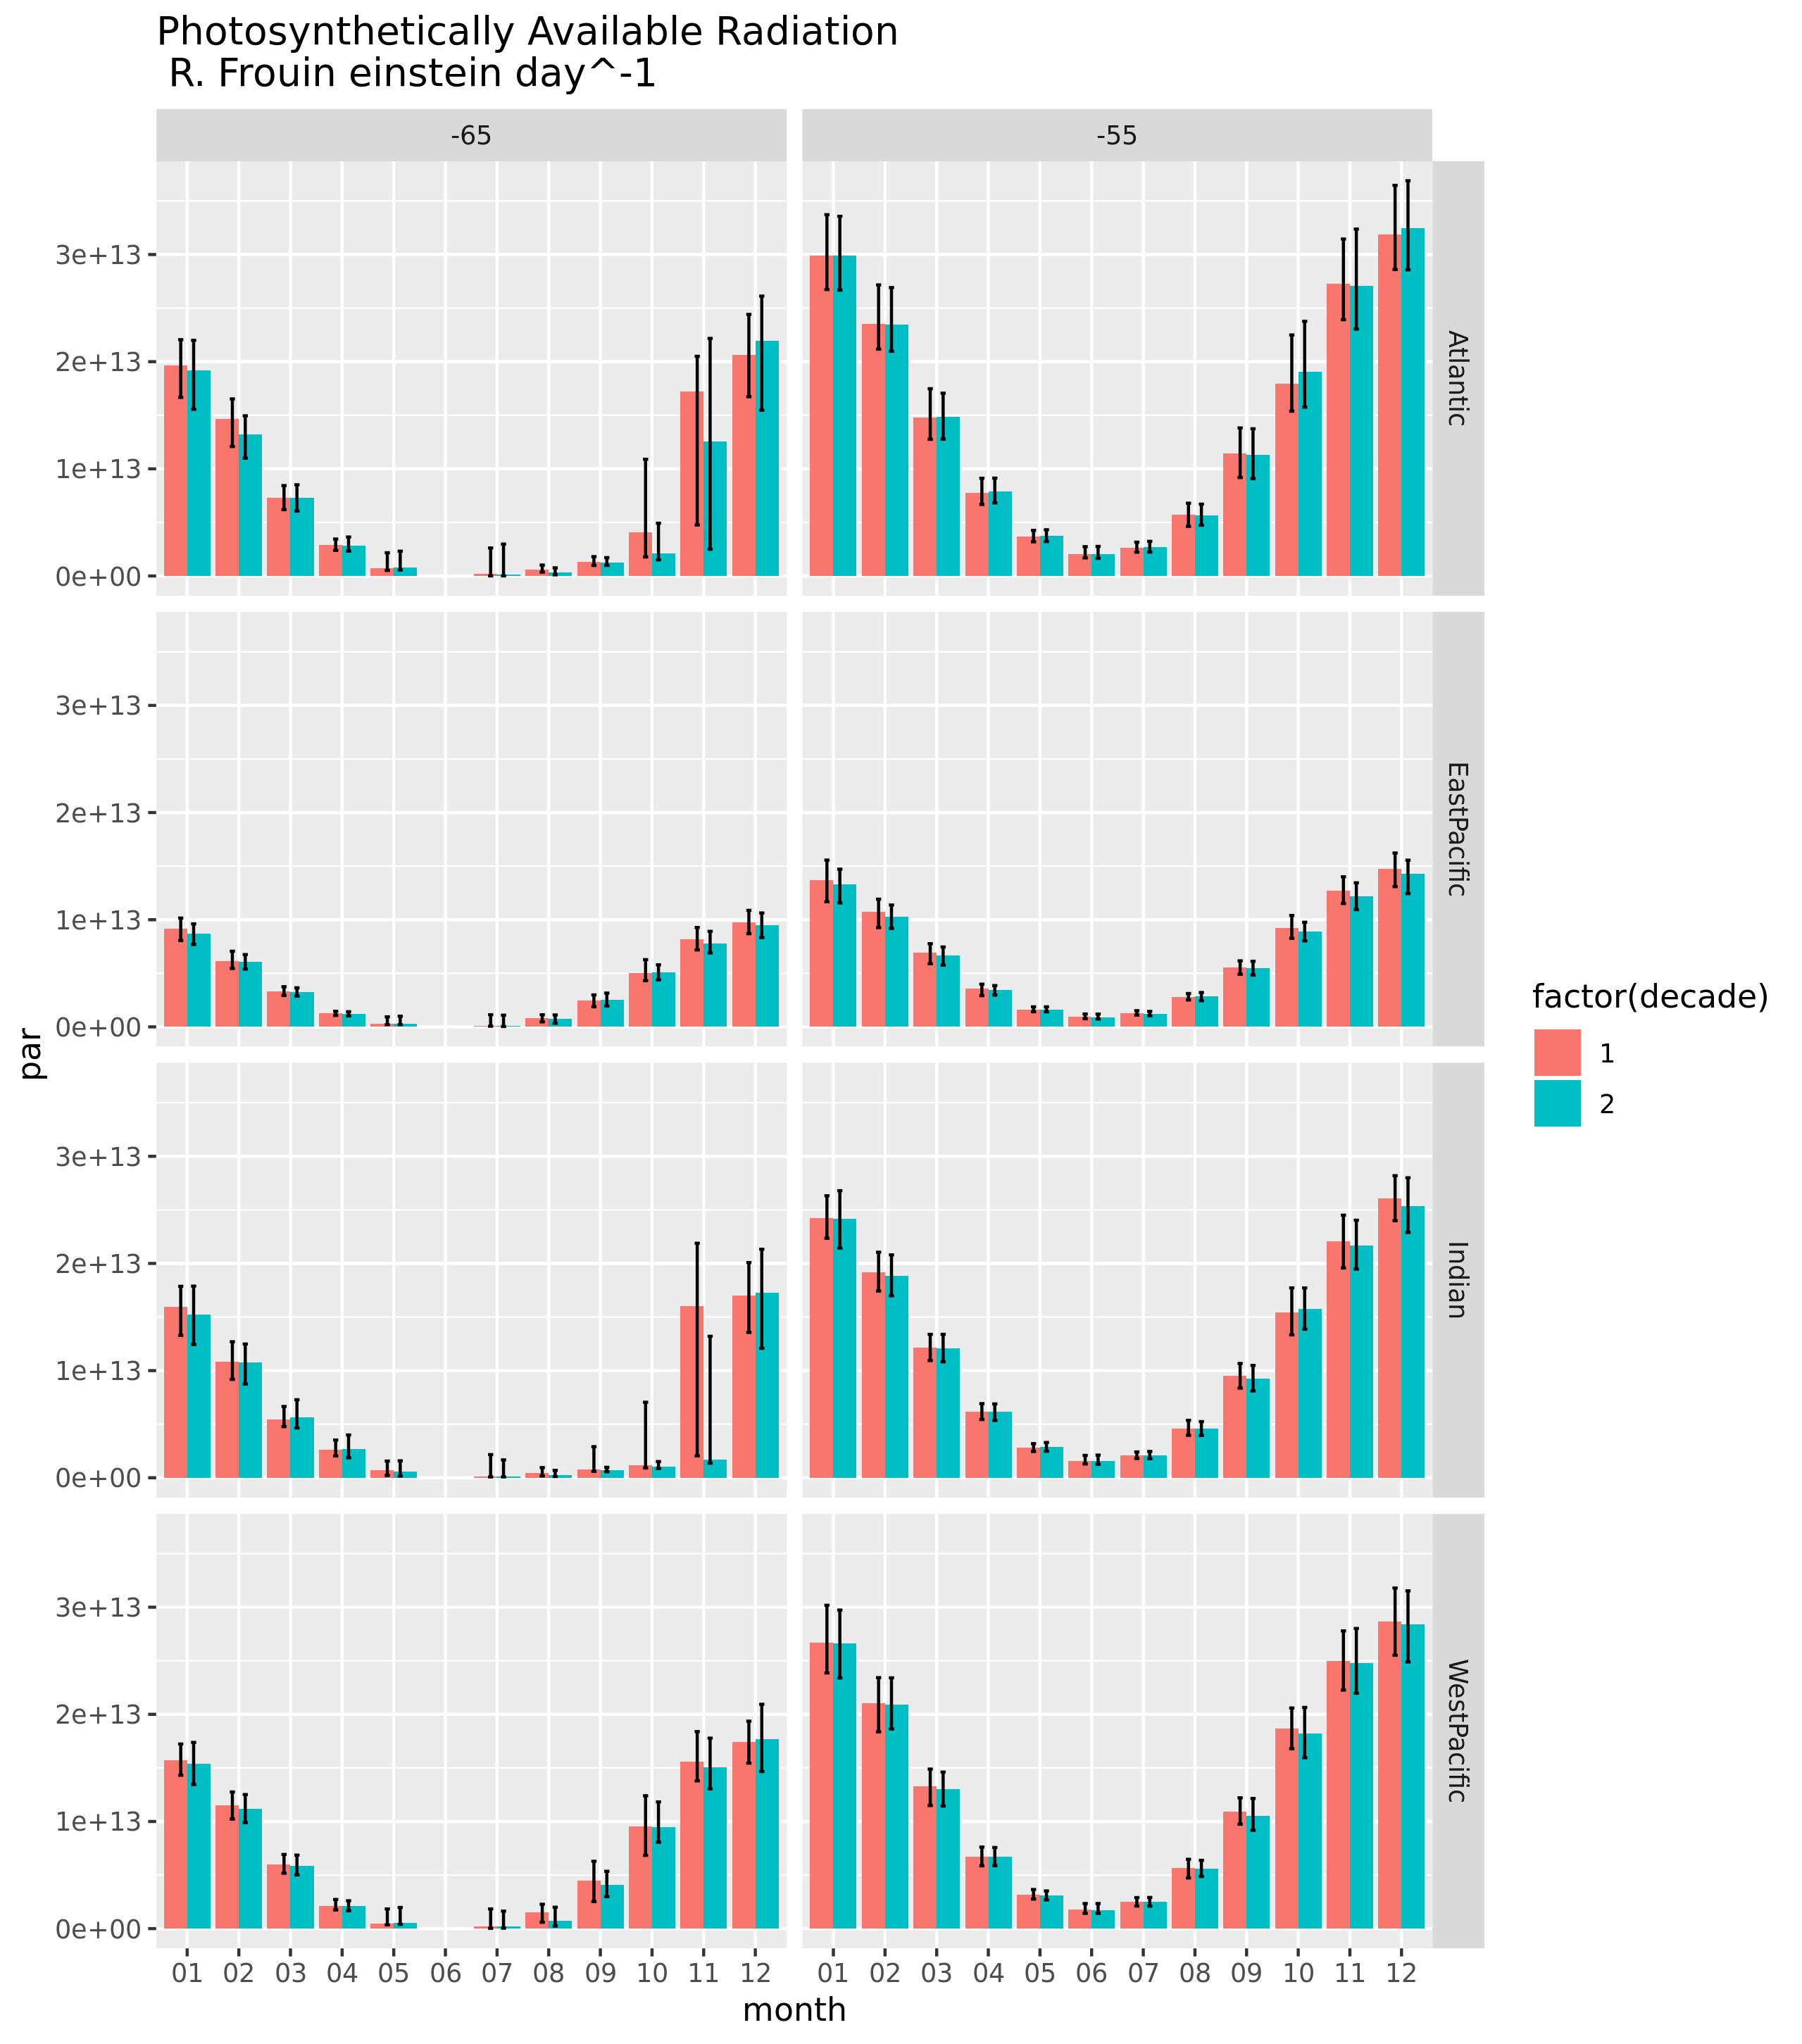 Photosynthetically Available Radiation
R. Frouin einstein day^-1
-65 -55
3e+13
2e+13
1e+13
0e+00
Atlantic
3e+13
2e+13
1e+13
0e+00
EastPacific
3e+13
2e+13
1e+13
0e+00
Indian
3e+13
2e+13
1e+13
0e+00
WestPacific
par
01 02 03 04 05 06 07 08 09 10 11 12 01 02 03 04 05 06 07 08 09 10 11 12
month
factor(decade)
1
2